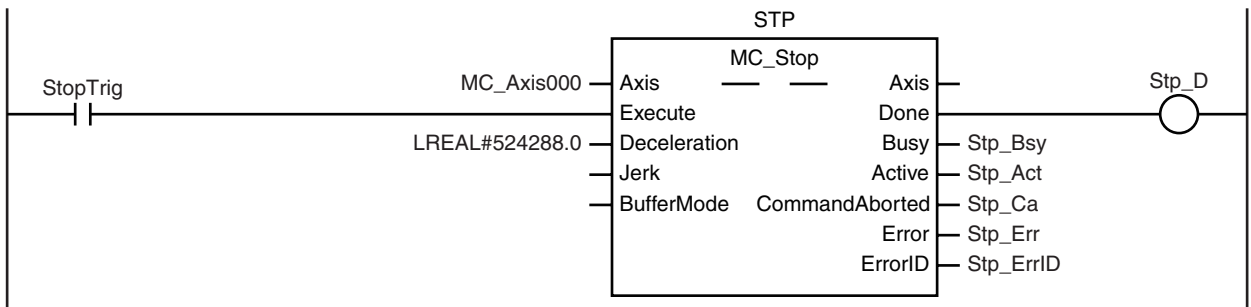 STP
MC_Stop
StopTrig
MC_Axis000 Axis Axis Stp_D
Execute Done
LREAL#524288.0 Deceleration Busy Stp_Bsy
Jerk Active Stp_Act
BufferMode CommandAborted Stp_Ca
Error Stp_Err
ErrorID Stp_ErrID